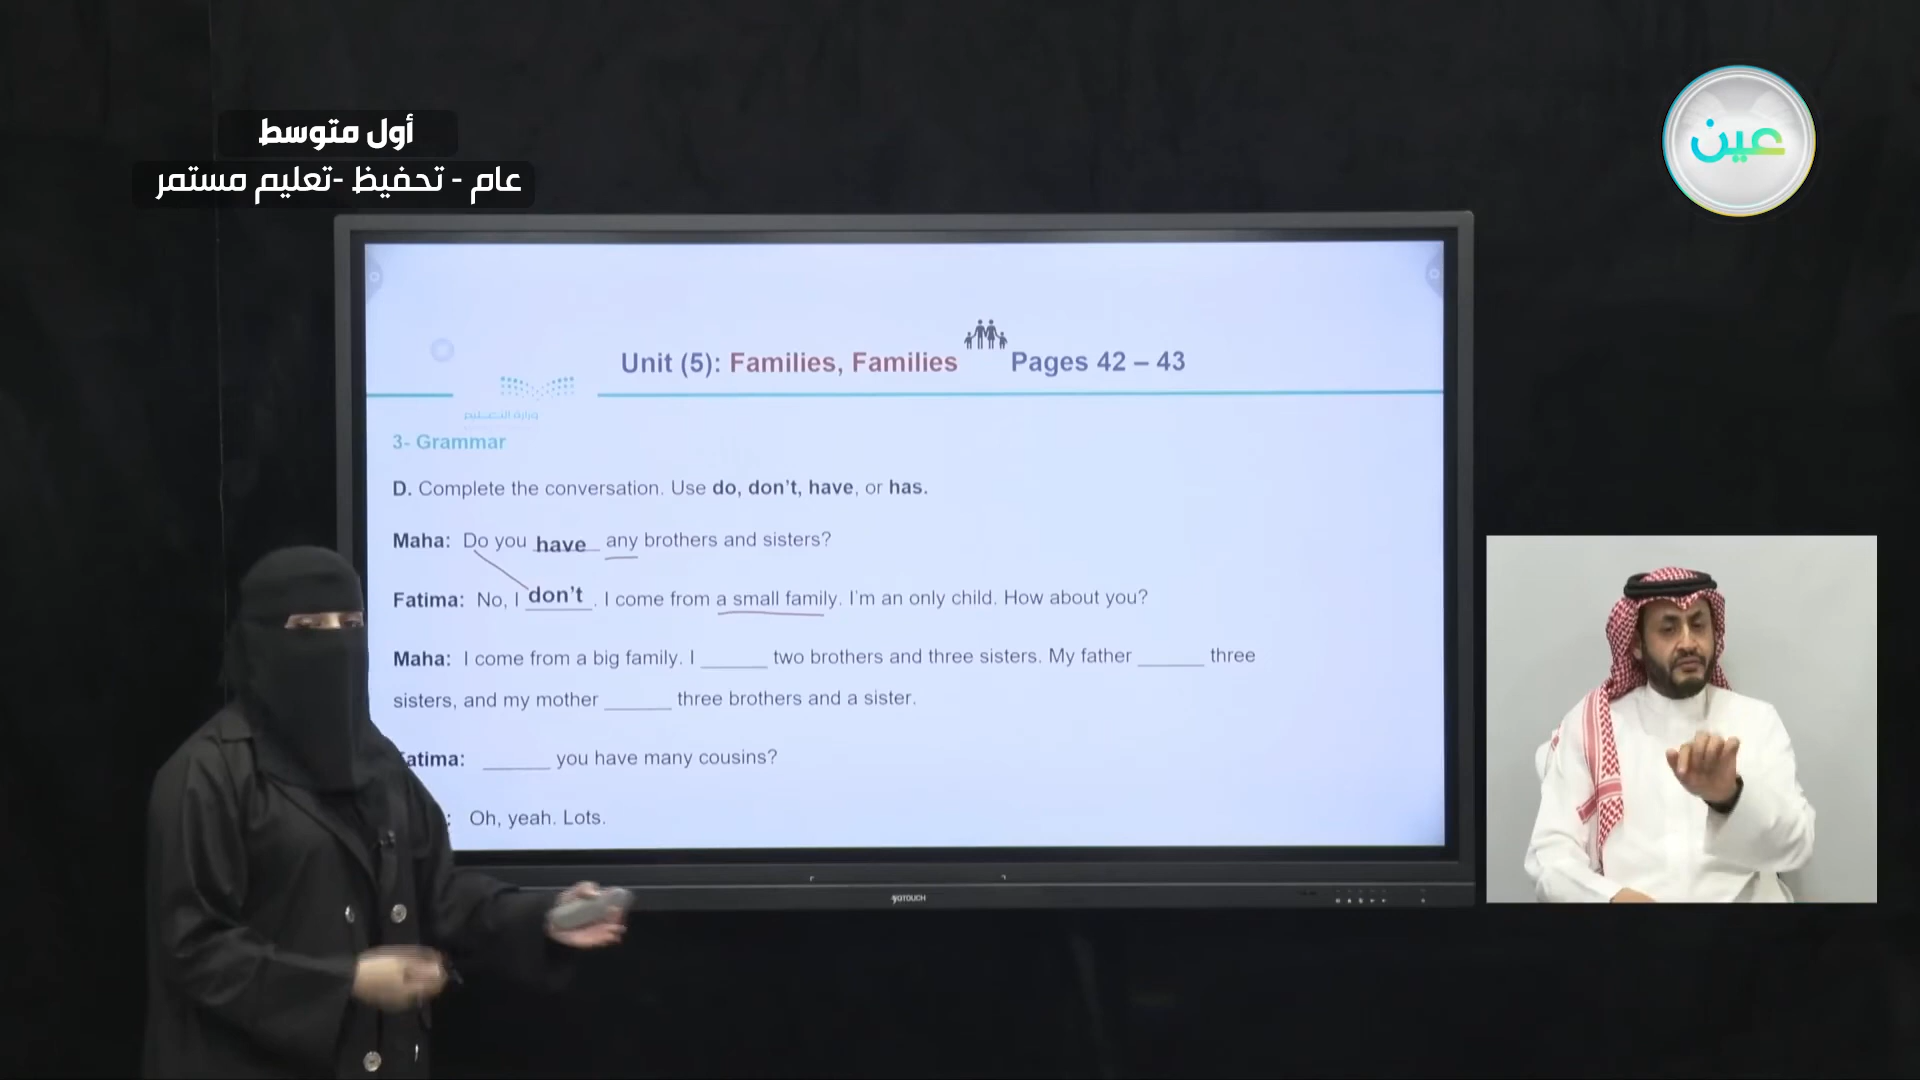 أول متوسط
عام - تحفيظ -تعليم مستمر
عين
Unit (5): Families, Families Pages 42 – 43
وزارة التعليم
3- Grammar
D. Complete the conversation. Use do, don't, have, or has.
Maha: Do you have any brothers and sisters?
Fatima: No, I don't. I come from a small family. I'm an only child. How about you?
Maha: I come from a big family. I ______ two brothers and three sisters. My father ______ three
sisters, and my mother ______ three brothers and a sister.
atima: ______ you have many cousins?
: Oh, yeah. Lots.